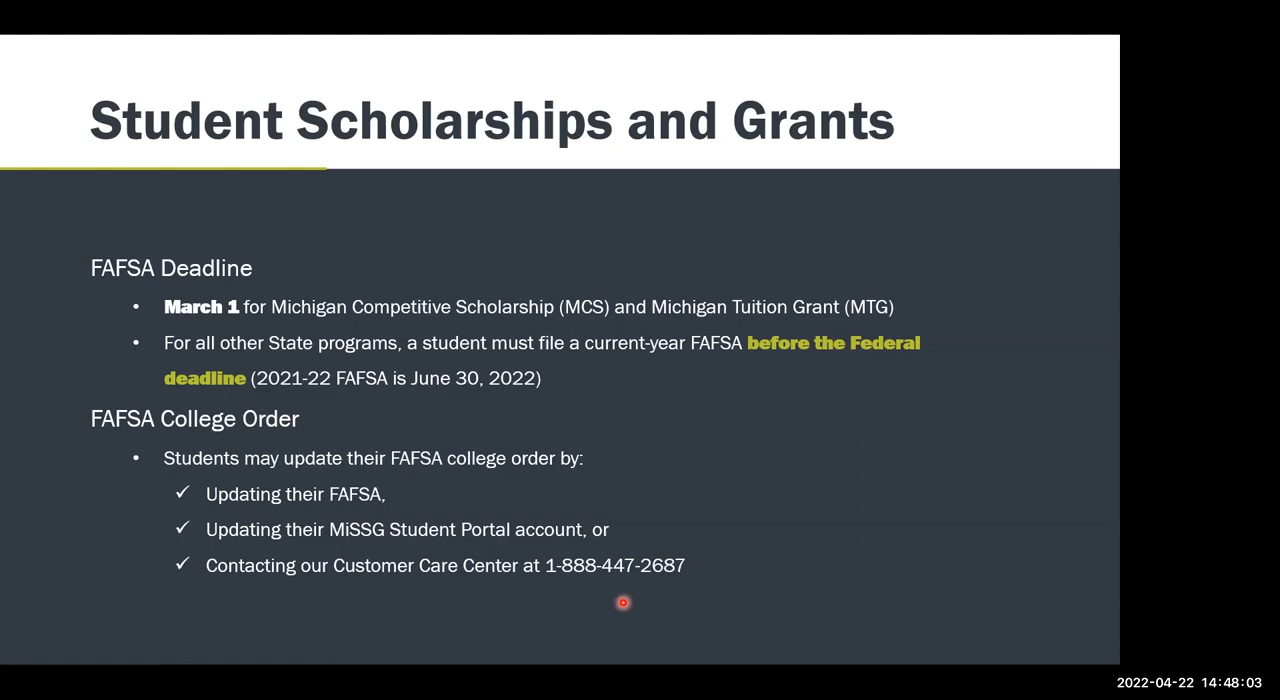 Student Scholarships and Grants
FAFSA Deadline
• March 1 for Michigan Competitive Scholarship (MCS) and Michigan Tuition Grant (MTG)
• For all other State programs, a student must file a current-year FAFSA before the Federal
deadline (2021-22 FAFSA is June 30, 2022)
FAFSA College Order
• Students may update their FAFSA college order by:
✓ Updating their FAFSA,
✓ Updating their MiSSG Student Portal account, or
✓ Contacting our Customer Care Center at 1-888-447-2687
2022-04-22 14:48:03